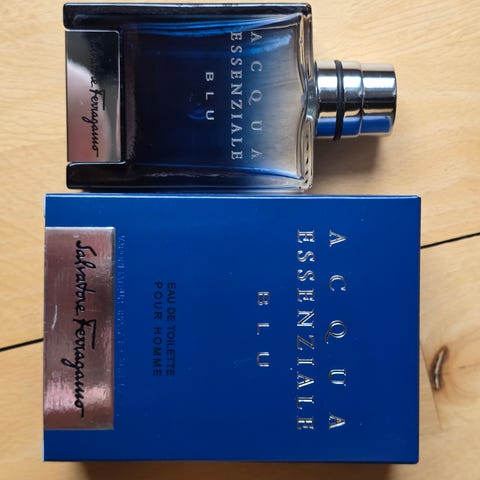 ACQUA
ESSENZIALE
BLU
Salvatore Ferragamo
ACQUA
ESSENZIALE
BLU
EAU DE TOILETTE
POUR HOMME
Salvatore Ferragamo